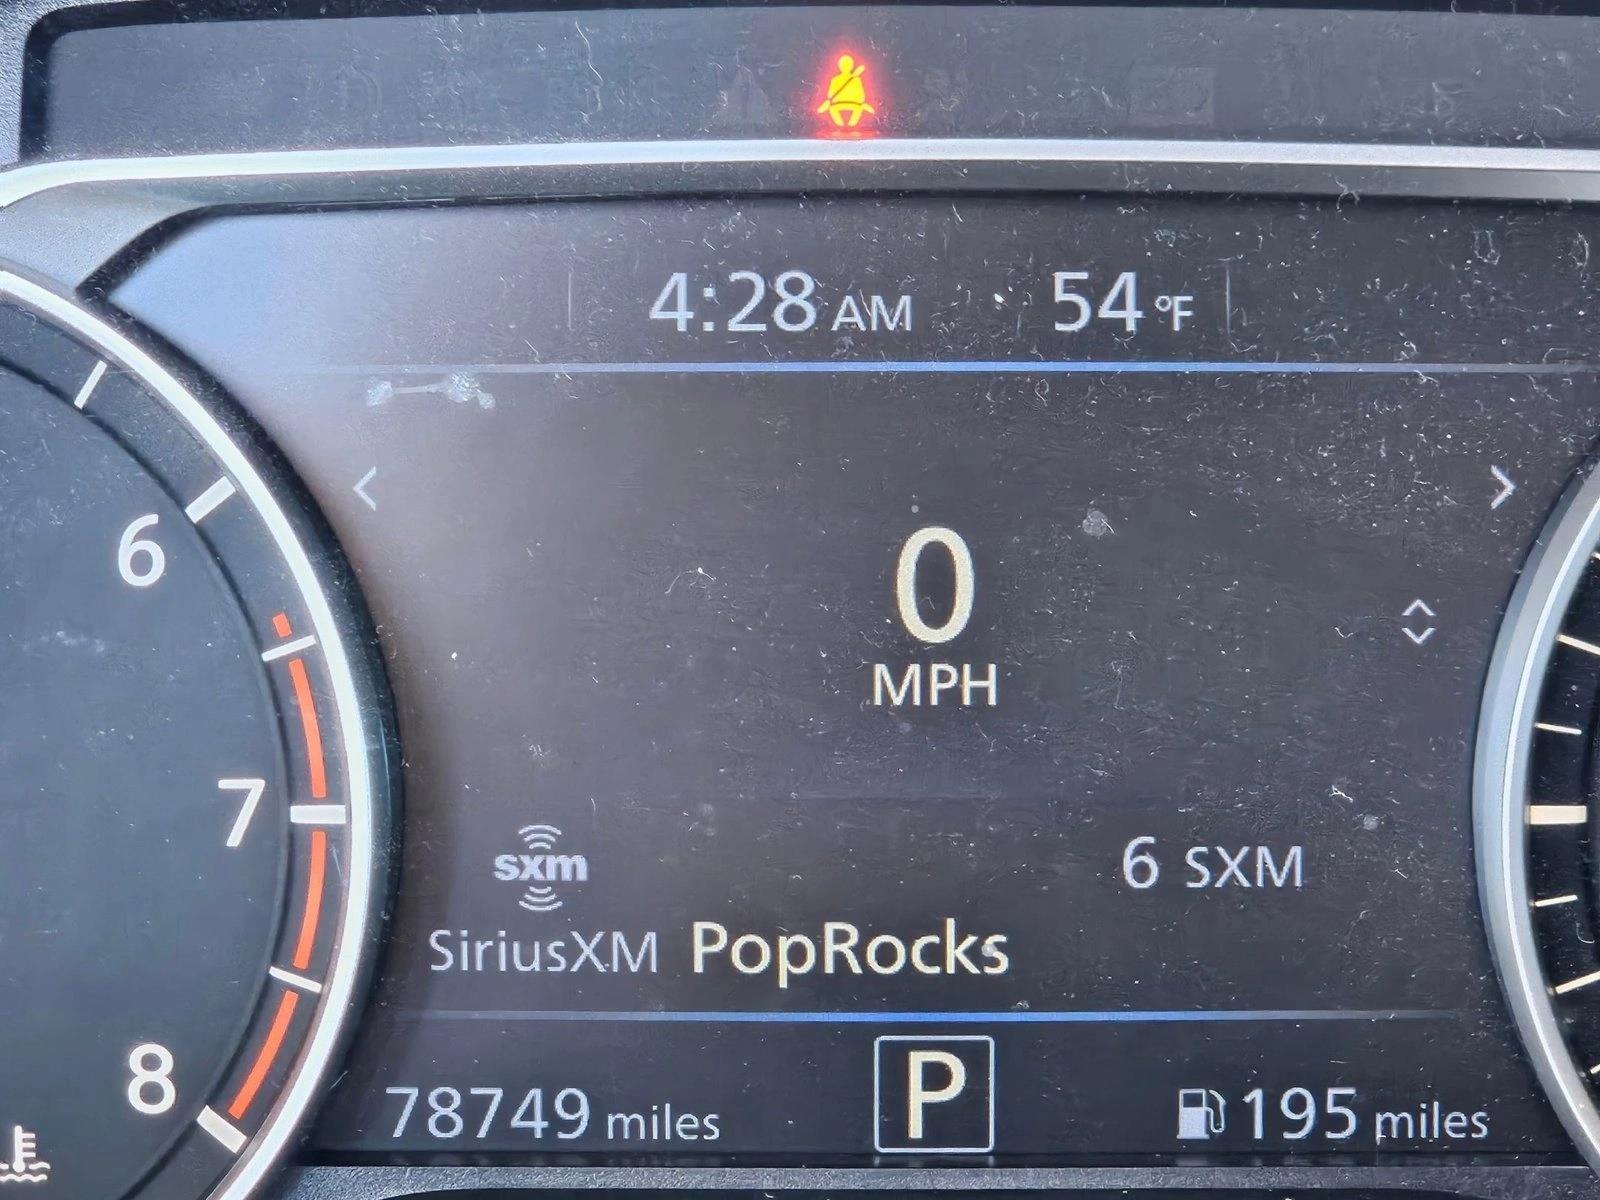 4:28 AM 54 °F
6
0
MPH
7
sxm
6 SXM
SiriusXM PopRocks
8
78749 miles P 195 miles